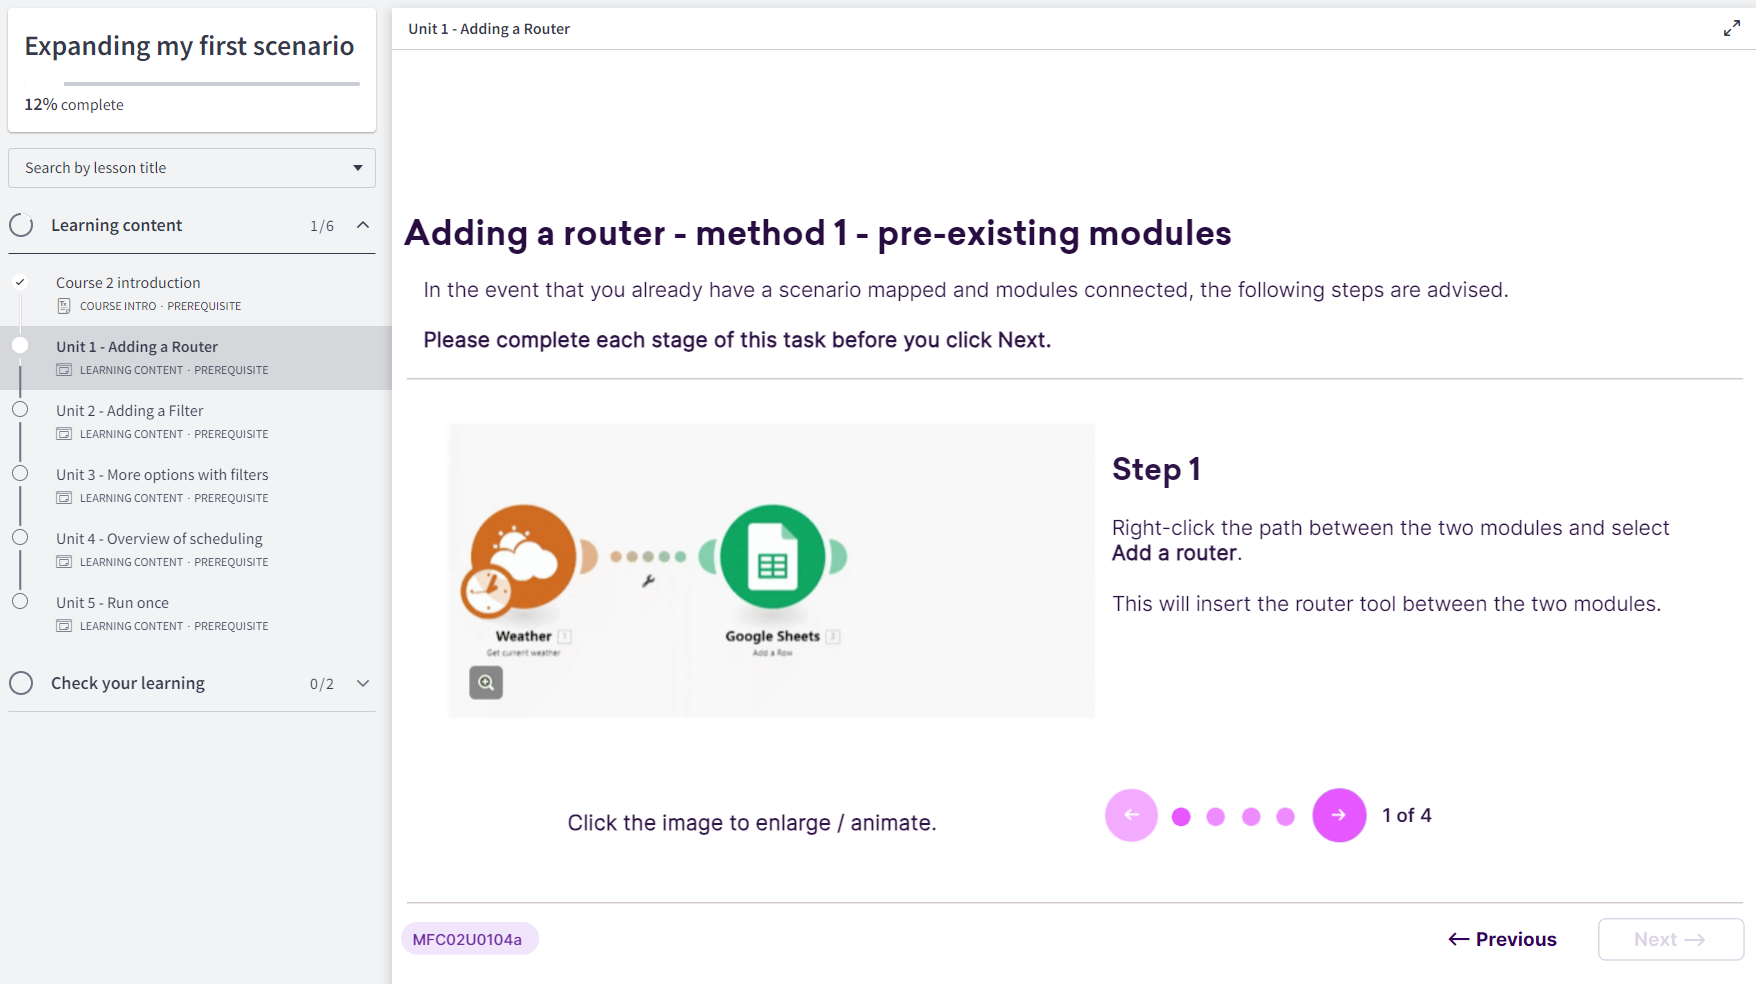 Expanding my first scenario
12% complete
Search by lesson title
Learning content 1/6
Course 2 introduction
COURSE INTRO · PREREQUISITE
Unit 1 - Adding a Router
LEARNING CONTENT · PREREQUISITE
Unit 2 - Adding a Filter
LEARNING CONTENT · PREREQUISITE
Unit 3 - More options with filters
LEARNING CONTENT · PREREQUISITE
Unit 4 - Overview of scheduling
LEARNING CONTENT · PREREQUISITE
Unit 5 - Run once
LEARNING CONTENT · PREREQUISITE
Check your learning 0/2
Unit 1 - Adding a Router
Adding a router - method 1 - pre-existing modules
In the event that you already have a scenario mapped and modules connected, the following steps are advised.
Please complete each stage of this task before you click Next.
Weather 1
Get current weather
Google Sheets 3
Add a Row
Step 1
Right-click the path between the two modules and select
Add a router.
This will insert the router tool between the two modules.
Click the image to enlarge / animate.
1 of 4
MFC02U0104a
← Previous
Next →